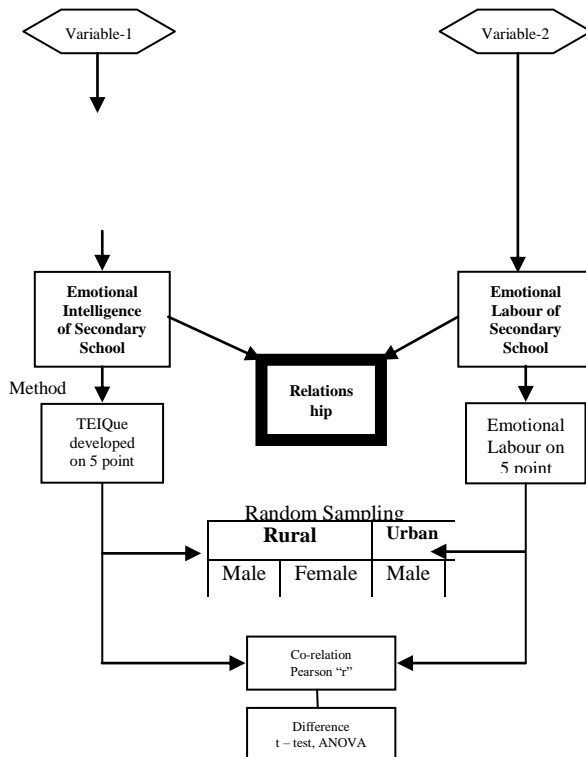 Variable-1
Variable-2
Emotional
Intelligence
of Secondary
School
Emotional
Labour of
Secondary
School
Relations
hip
Method
TEIQue
developed
on 5 point
Emotional
Labour on
5 point
Random Sampling
Rural Urban
Male Female Male
Co-relation
Pearson “r”
Difference
t – test, ANOVA